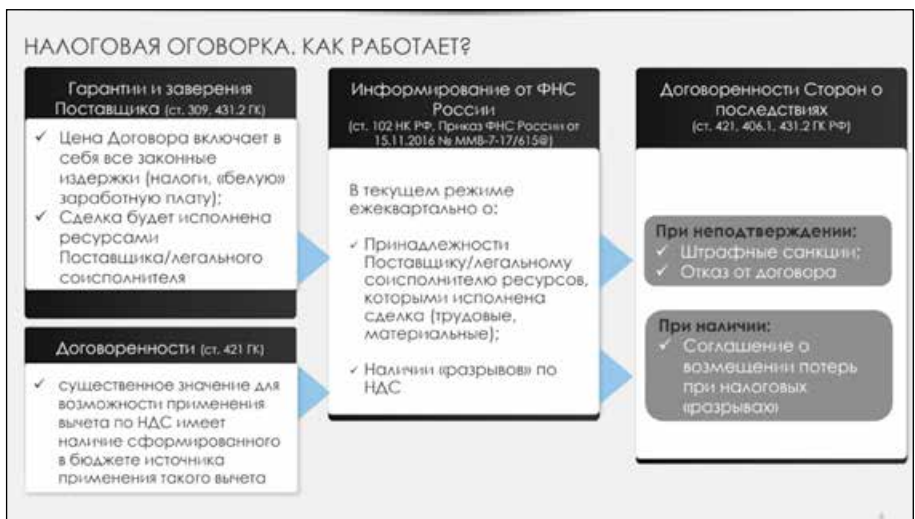 НАЛОГОВАЯ ОГОВОРКА. КАК РАБОТАЕТ?
Гарантии и заверения
Поставщика (ст. 309, 431.2 ГК)
✓ Цена Договора включает в
себя все законные
издержки (налоги, «белую»
заработную плату);
✓ Сделка будет исполнена
ресурсами
Поставщика/легального
соисполнителя
Договоренности (ст. 421 ГК)
✓ существенное значение для
возможности применения
вычета по НДС имеет
наличие сформированного
в бюджете источника
применения такого вычета
Информирование от ФНС
России
(ст. 102 НК РФ, Приказ ФНС России от
15.11.2016 № ММВ-7-17/615@)
В текущем режиме
ежеквартально о:
✓ Принадлежности
Поставщику/легальному
соисполнителю ресурсов,
которыми исполнена
сделка (трудовые,
материальные);
✓ Наличии «разрывов» по
НДС
Договоренности Сторон о
последствиях
(ст. 421, 406.1, 431.2 ГК РФ)
При неподтверждении:
✓ Штрафные санкции;
✓ Отказ от договора
При наличии:
✓ Соглашение о
возмещении потерь
при налоговых
«разрывах»